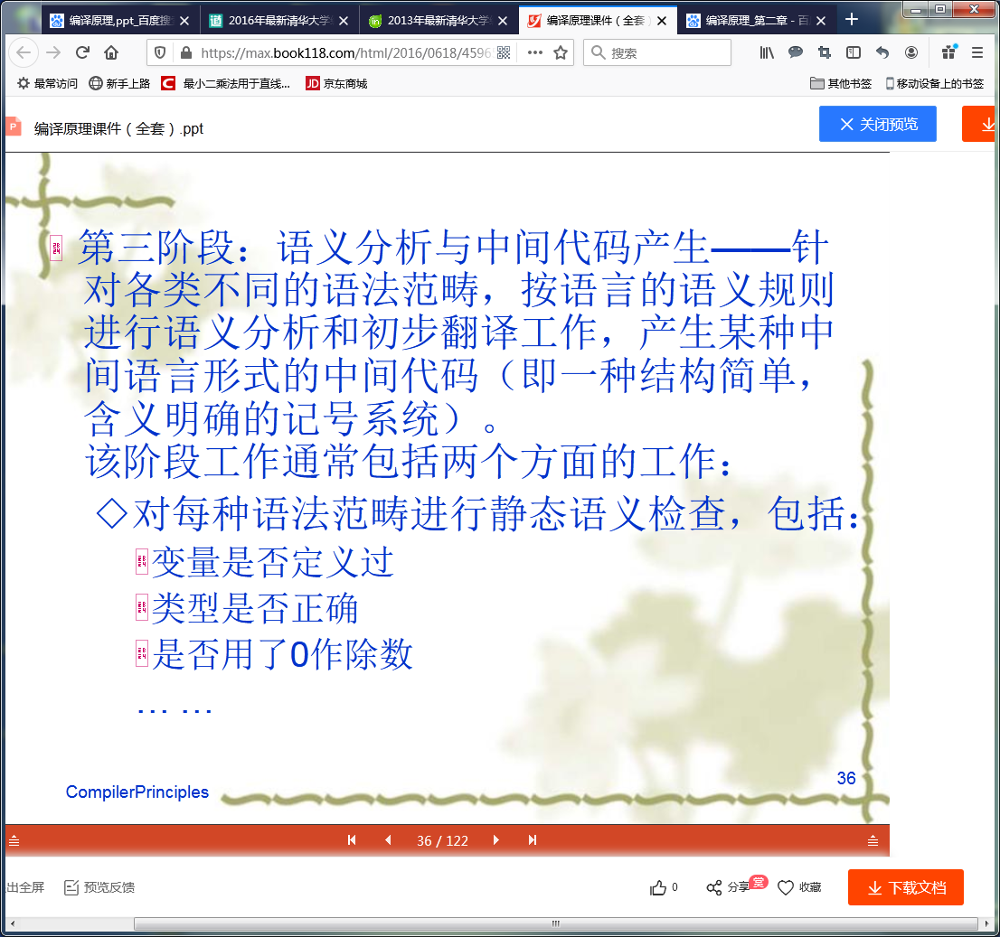 编译原理.ppt_百度搜
2016年最新清华大学
2013年最新清华大学
编译原理课件（全套）
编译原理_第二章 - 百
https://max.book118.com/html/2016/0618/4596
搜索
最常访问
新手上路
最小二乘法用于直线...
JD 京东商城
其他书签
移动设备上的书签
P 编译原理课件（全套）.ppt
关闭预览
第三阶段：语义分析与中间代码产生——针
对各类不同的语法范畴，按语言的语义规则
进行语义分析和初步翻译工作，产生某种中
间语言形式的中间代码（即一种结构简单，
含义明确的记号系统）。
该阶段工作通常包括两个方面的工作：
◇对每种语法范畴进行静态语义检查，包括：
变量是否定义过
类型是否正确
是否用了0作除数
… …
CompilerPrinciples
36
36 / 122
出全屏
预览反馈
0
分享
赏
收藏
下载文档